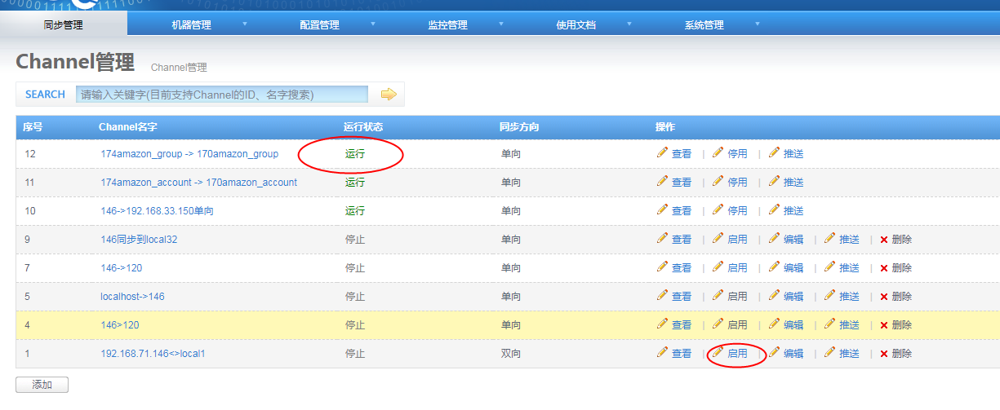 同步管理 机器管理 配置管理 监控管理 使用文档 系统管理
Channel管理 Channel管理
SEARCH 请输入关键字(目前支持Channel的ID、名字搜索)
序号 Channel名字 运行状态 同步方向 操作
12 174amazon_group -> 170amazon_group 运行 单向 查看 | 停用 | 推送
11 174amazon_account -> 170amazon_account 运行 单向 查看 | 停用 | 推送
10 146->192.168.33.150单向 运行 单向 查看 | 停用 | 推送
9 146同步到local32 停止 单向 查看 | 启用 | 编辑 | 推送 | 删除
7 146->120 停止 单向 查看 | 启用 | 编辑 | 推送 | 删除
5 localhost->146 停止 单向 查看 | 启用 | 编辑 | 推送 | 删除
4 146>120 停止 单向 查看 | 启用 | 编辑 | 推送 | 删除
1 192.168.71.146<>local1 停止 双向 查看 | 启用 | 编辑 | 推送 | 删除
添加